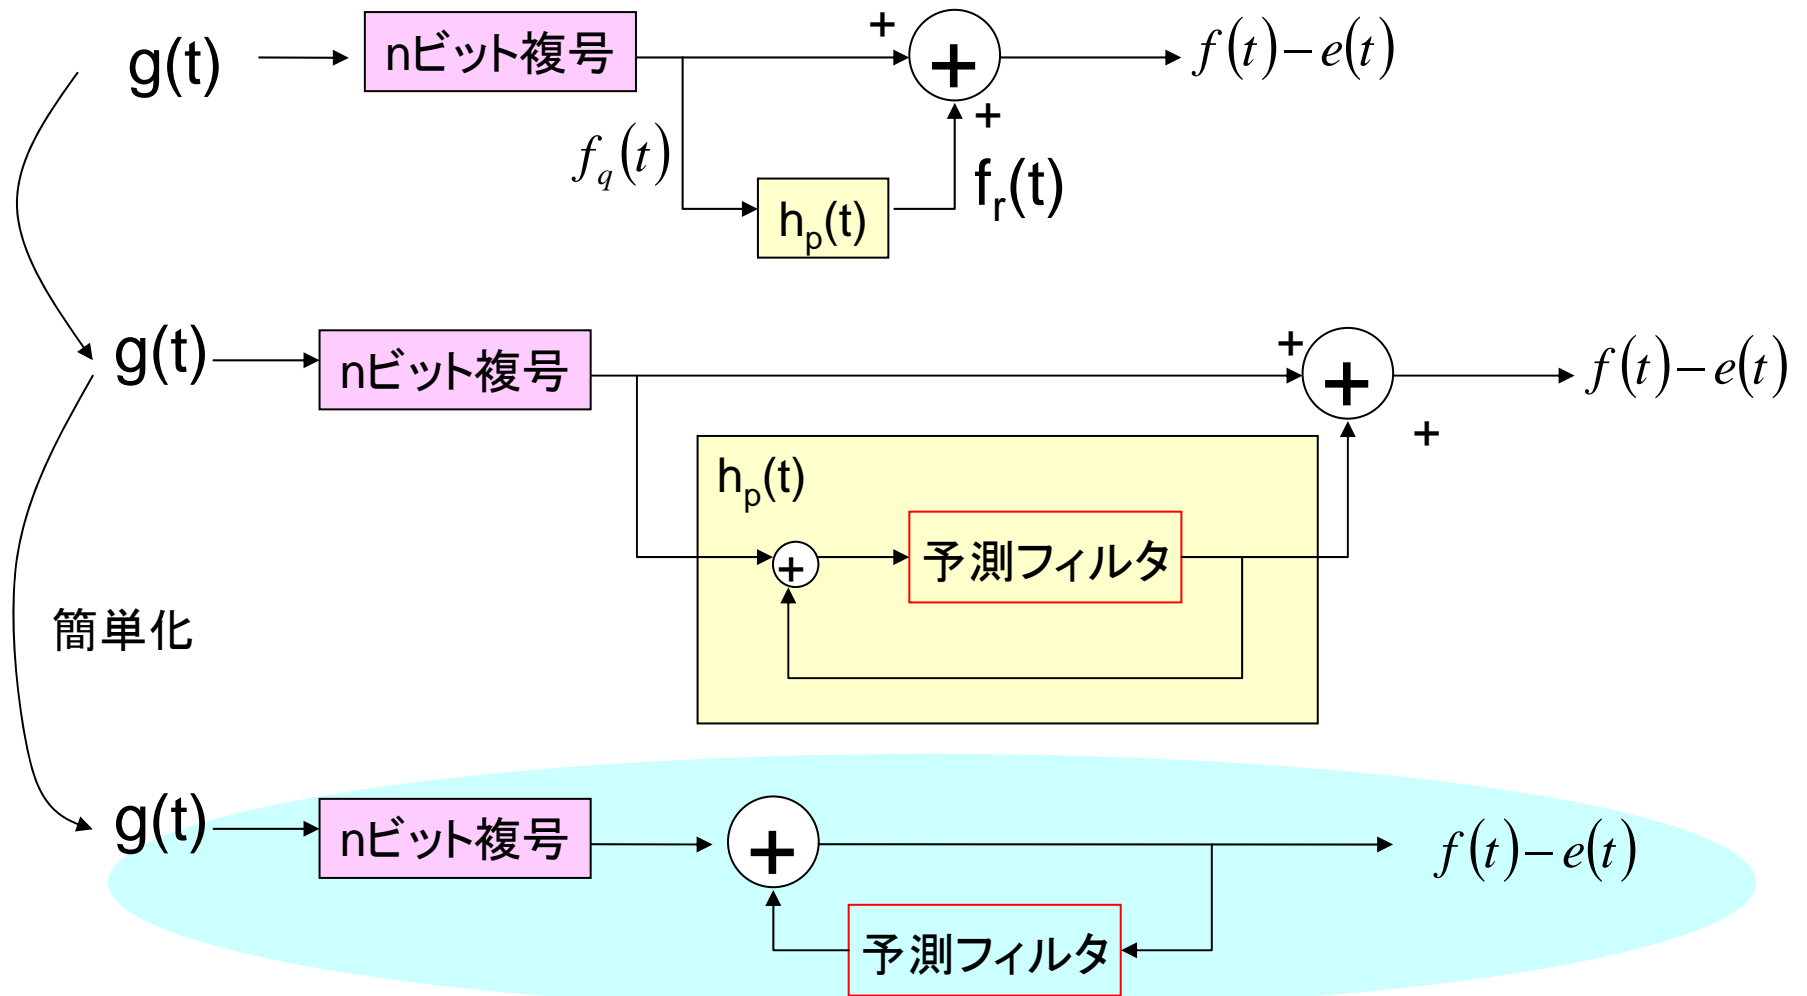 g(t) nビット複号 + + f(t)−e(t)
+
f_q(t) h_p(t) f_r(t)
g(t) nビット複号 + + f(t)−e(t)
+
h_p(t)
+ 予測フィルタ
簡単化
g(t) nビット複号 + f(t)−e(t)
予測フィルタ